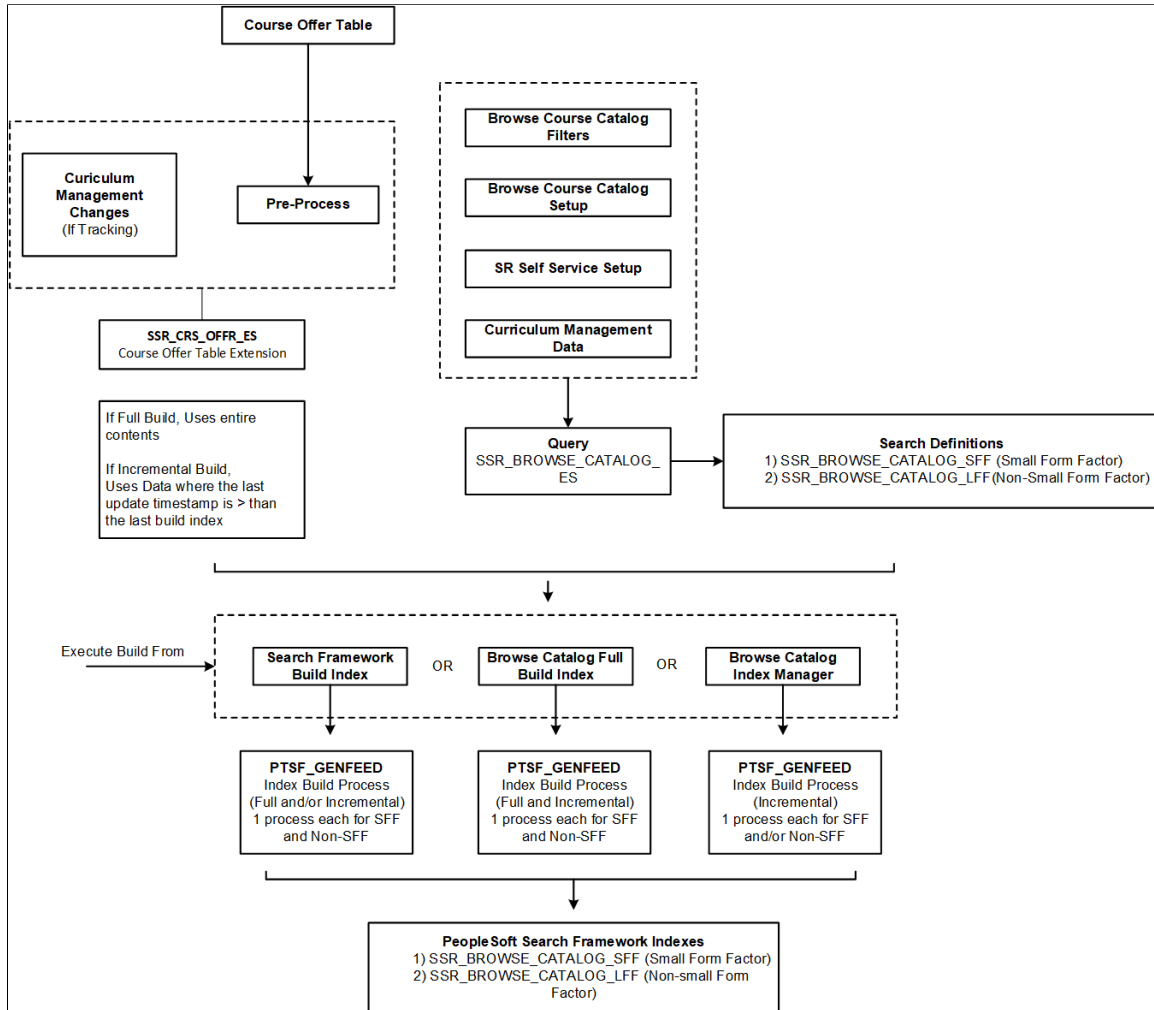 Course Offer Table
Curiculum
Management
Changes
(If Tracking)
Pre-Process
SSR_CRS_OFFR_ES
Course Offer Table Extension
If Full Build, Uses entire
contents
If Incremental Build,
Uses Data where the last
update timestamp is > than
the last build index
Browse Course Catalog
Filters
Browse Course Catalog
Setup
SR Self Service Setup
Curriculum Management
Data
Query
SSR_BROWSE_CATALOG_
ES
Search Definitions
1) SSR_BROWSE_CATALOG_SFF (Small Form Factor)
2) SSR_BROWSE_CATALOG_LFF(Non-Small Form Factor)
Execute Build From
Search Framework
Build Index
OR
Browse Catalog Full
Build Index
OR
Browse Catalog
Index Manager
PTSF_GENFEED
Index Build Process
(Full and/or Incremental)
1 process each for SFF
and Non-SFF
PTSF_GENFEED
Index Build Process
(Full and Incremental)
1 process each for SFF
and Non-SFF
PTSF_GENFEED
Index Build Process
(Incremental)
1 process each for SFF
and/or Non-SFF
PeopleSoft Search Framework Indexes
1) SSR_BROWSE_CATALOG_SFF (Small Form Factor)
2) SSR_BROWSE_CATALOG_LFF (Non-small Form
Factor)